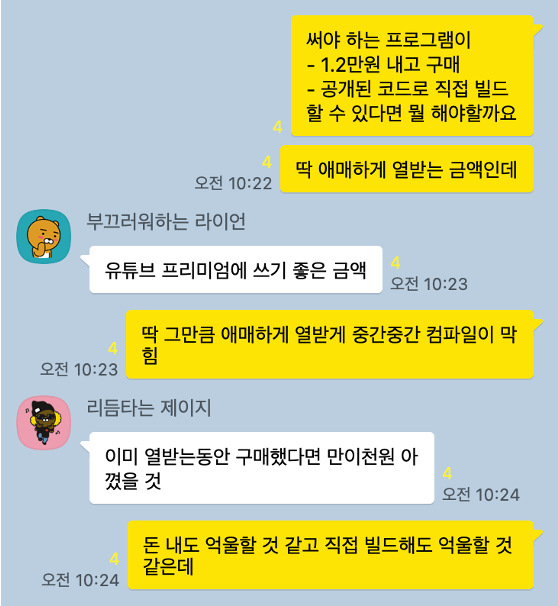 써야 하는 프로그램이
- 1.2만원 내고 구매
- 공개된 코드로 직접 빌드
할 수 있다면 뭘 해야할까요
4
4
오전 10:22
딱 애매하게 열받는 금액인데
부끄러워하는 라이언
유튜브 프리미엄에 쓰기 좋은 금액
4
오전 10:23
딱 그만큼 애매하게 열받게 중간중간 컴파일이 막
힘
4
오전 10:23
리듬타는 제이지
이미 열받는동안 구매했다면 만이천원 아
꼈을 것
4
오전 10:24
돈 내도 억울할 것 같고 직접 빌드해도 억울할 것
같은데
4
오전 10:24